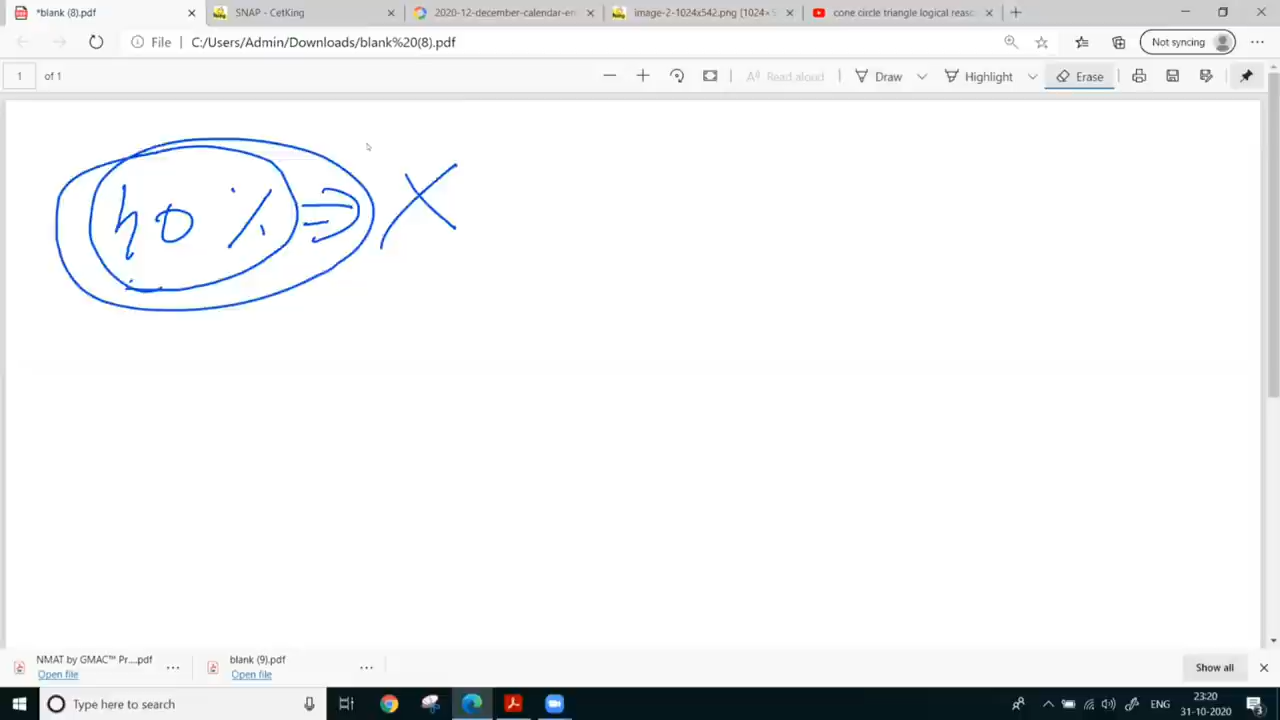 *blank (8).pdf
SNAP - CetKing
2020-12-december-calendar-en
image-2-1024x542.png [1024×5
cone circle triangle logical reaso
File
C:/Users/Admin/Downloads/blank%20(8).pdf
Not syncing
1 of 1
Read aloud
Draw
Highlight
Erase
40 % ⇒ X
NMAT by GMAC™ Pr....pdf
Open file
blank (9).pdf
Open file
Show all
Type here to search
ENG
23:20
31-10-2020
3